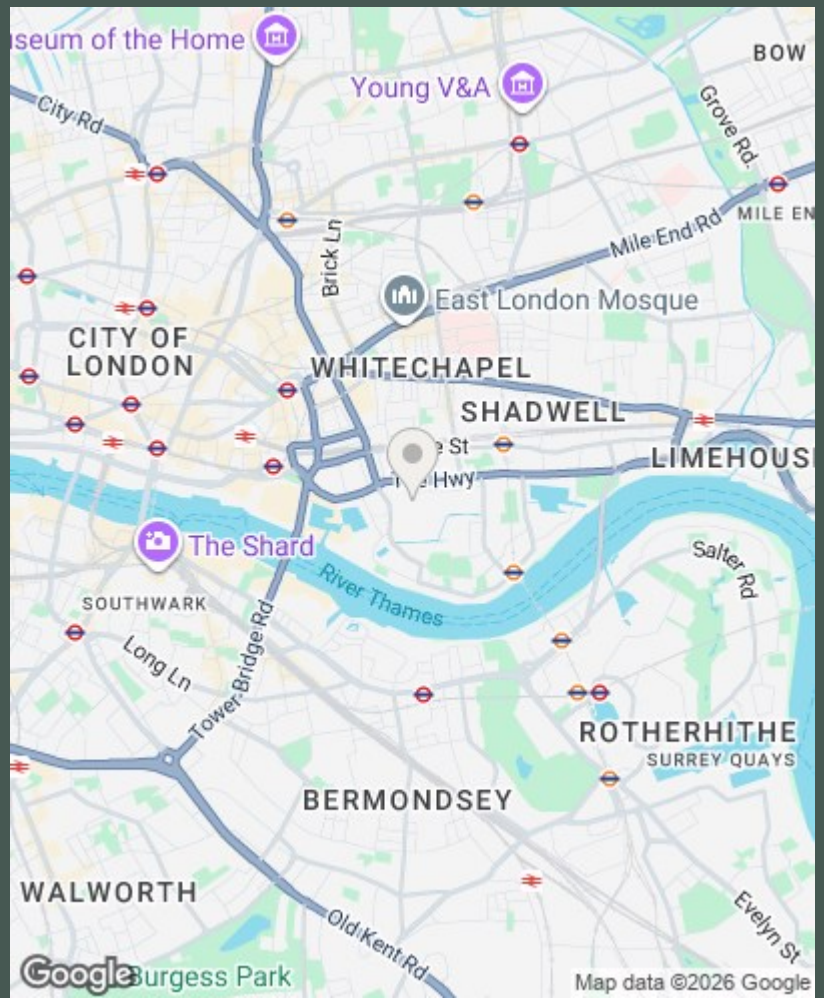 useum of the Home
BOW
Young V&A
City Rd
Grove Rd.
Brick Ln
MILE EN
Mile End Rd
East London Mosque
CITY OF
LONDON
WHITECHAPEL
SHADWELL
e St
Hwy
LIMEHOUS
The Shard
Salter Rd
River Thames
SOUTHWARK
Long Ln
Tower Bridge Rd
ROTHERHITHE
SURREY QUAYS
BERMONDSEY
WALWORTH
Old Kent Rd
Evelyn St
Google
Burgess Park
Map data ©2026 Google